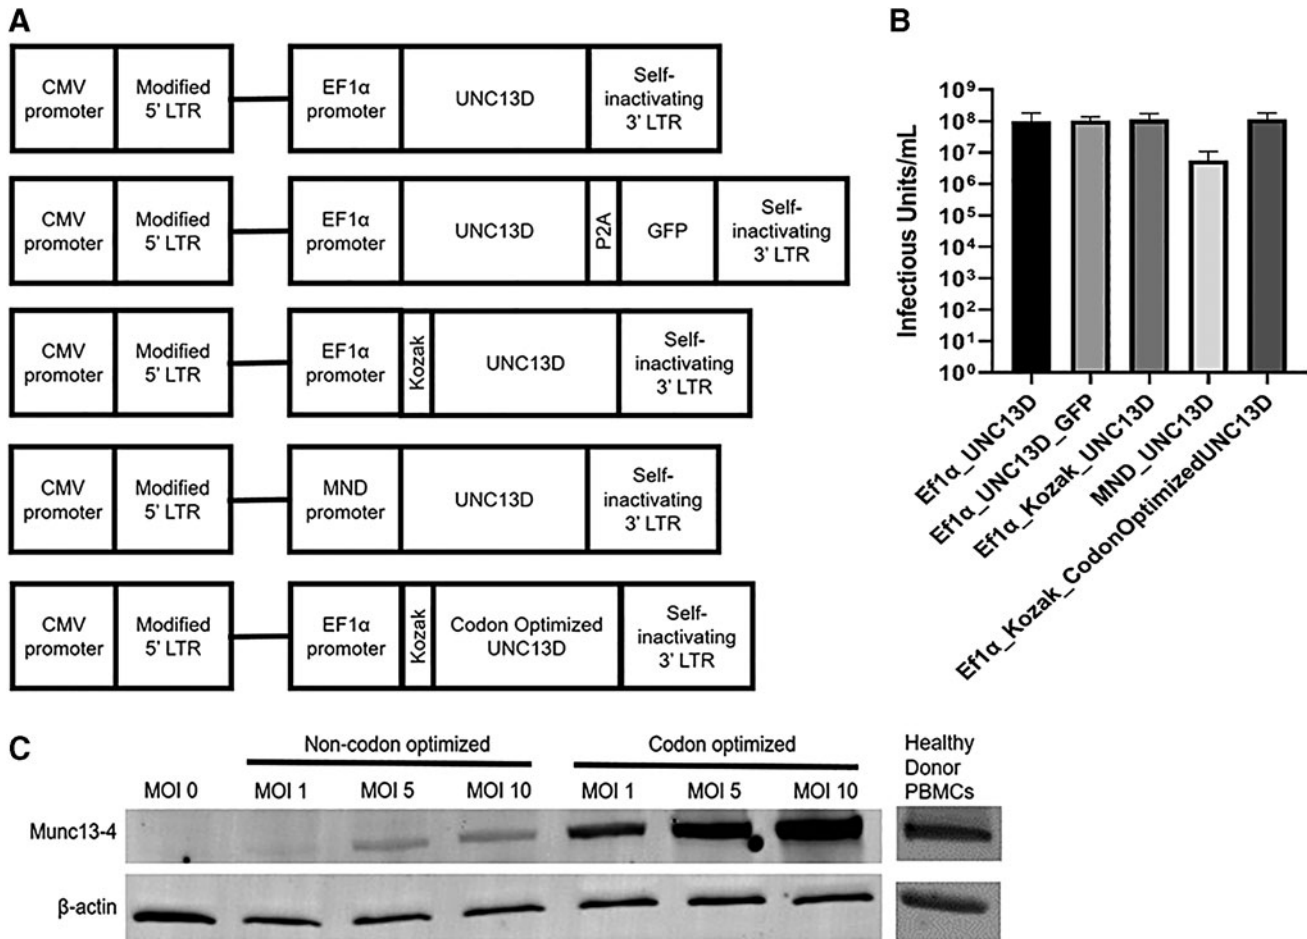 A
CMV
promoter
Modified
5' LTR
EF1α
promoter
UNC13D
Self-
inactivating
3' LTR
CMV
promoter
Modified
5' LTR
EF1α
promoter
UNC13D
P2A
GFP
Self-
inactivating
3' LTR
CMV
promoter
Modified
5' LTR
EF1α
promoter
Kozak
UNC13D
Self-
inactivating
3' LTR
CMV
promoter
Modified
5' LTR
MND
promoter
UNC13D
Self-
inactivating
3' LTR
CMV
promoter
Modified
5' LTR
EF1α
promoter
Kozak
Codon Optimized
UNC13D
Self-
inactivating
3' LTR
B
Infectious Units/mL
10⁹
10⁸
10⁷
10⁶
10⁵
10⁴
10³
10²
10¹
10⁰
Ef1α_UNC13D
Ef1α_UNC13D_GFP
Ef1α_Kozak_UNC13D
MND_UNC13D
Ef1α_Kozak_CodonOptimizedUNC13D
C
Non-codon optimized
Codon optimized
Healthy
Donor
PBMCs
MOI 0 MOI 1 MOI 5 MOI 10 MOI 1 MOI 5 MOI 10
Munc13-4
β-actin